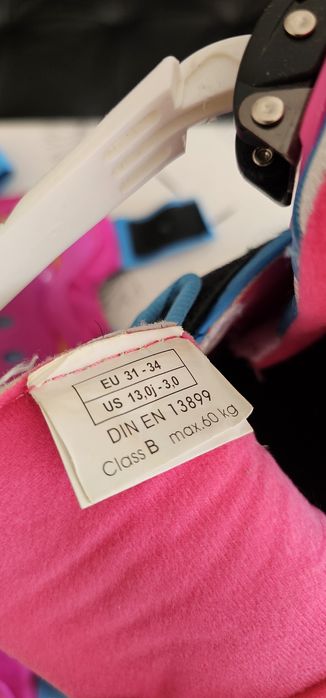 EU 31 - 34
US 13,0j - 3,0
DIN EN 13899
Class B max.60 kg